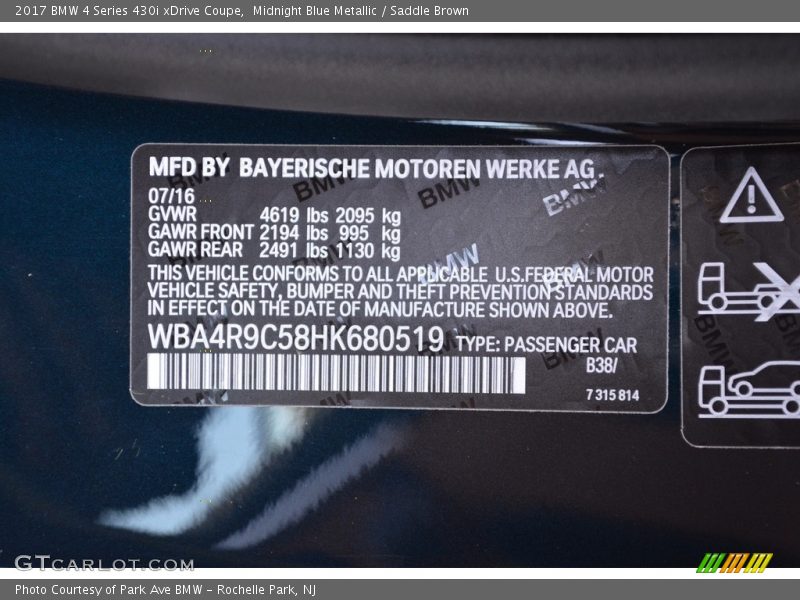 2017 BMW 4 Series 430i xDrive Coupe,  Midnight Blue Metallic / Saddle Brown
MFD BY BAYERISCHE MOTOREN WERKE AG.
07/16
GVWR 4619 lbs 2095 kg
GAWR FRONT 2194 lbs 995 kg
GAWR REAR 2491 lbs 1130 kg
THIS VEHICLE CONFORMS TO ALL APPLICABLE U.S.FEDERAL MOTOR
VEHICLE SAFETY, BUMPER AND THEFT PREVENTION STANDARDS
IN EFFECT ON THE DATE OF MANUFACTURE SHOWN ABOVE.
WBA4R9C58HK680519 TYPE: PASSENGER CAR
B38/
7 315 814
GTCARLOT.COM
Photo Courtesy of Park Ave BMW - Rochelle Park, NJ